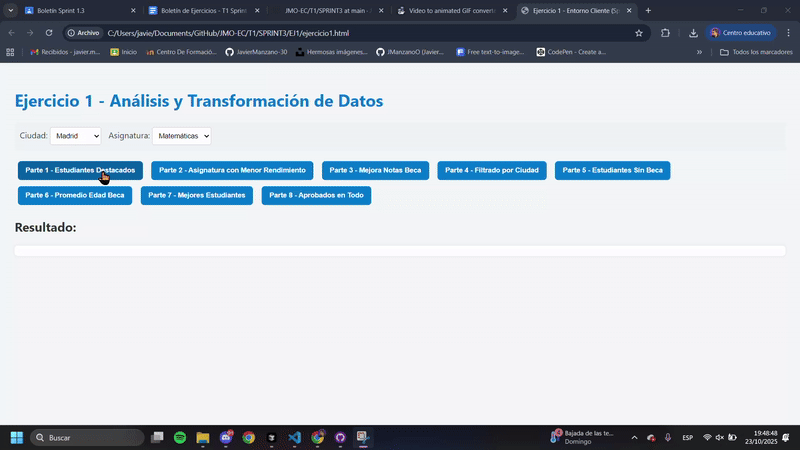 Boletín Sprint 1.3
Boletín de Ejercicios - T1 Sprint
JMO-EC/T1/SPRINT3 at main
Video to animated GIF converte
Ejercicio 1 - Entorno Cliente (Sp
Archivo
C:/Users/javie/Documents/GitHub/JMO-EC/T1/SPRINT3/EJ1/ejercicio1.html
Centro educativo
Recibidos - javier.m...
Inicio
Centro De Formació...
JavierManzano-30
Hermosas imágenes...
JManzanoO (Javier...
Free text-to-image...
CodePen - Create a...
»
Todos los marcadores
Ejercicio 1 - Análisis y Transformación de Datos
Ciudad: Madrid Asignatura: Matemáticas
Parte 1 - Estudiantes Destacados
Parte 2 - Asignatura con Menor Rendimiento
Parte 3 - Mejora Notas Beca
Parte 4 - Filtrado por Ciudad
Parte 5 - Estudiantes Sin Beca
Parte 6 - Promedio Edad Beca
Parte 7 - Mejores Estudiantes
Parte 8 - Aprobados en Todo
Resultado:
Buscar
Bajada de las te...
Domingo
ESP
19:48:48
23/10/2025